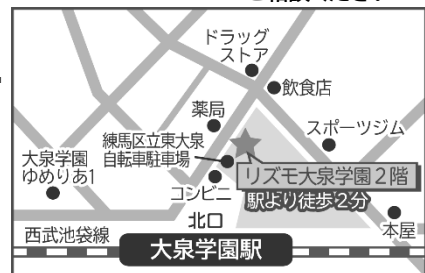 ドラッグ
ストア
飲食店
薬局
スポーツジム
練馬区立東大泉
自転車駐車場
大泉学園
ゆめりあ1
リズモ大泉学園2階
駅より徒歩2分
コンビニ
北口
本屋
西武池袋線
大泉学園駅